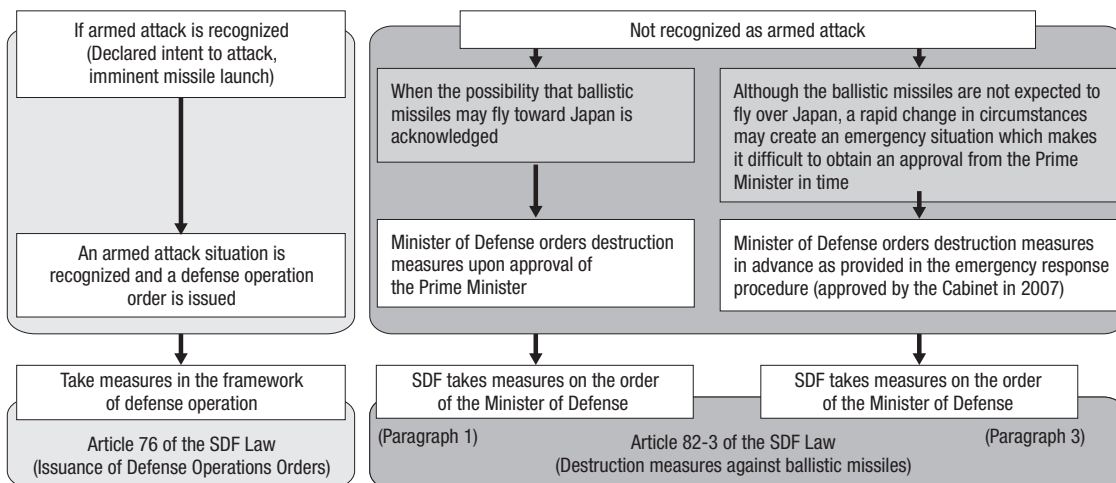 If armed attack is recognized
(Declared intent to attack,
imminent missile launch)
An armed attack situation is
recognized and a defense operation
order is issued
Take measures in the framework
of defense operation
Article 76 of the SDF Law
(Issuance of Defense Operations Orders)
Not recognized as armed attack
When the possibility that ballistic
missiles may fly toward Japan is
acknowledged
Minister of Defense orders destruction
measures upon approval of
the Prime Minister
SDF takes measures on the order
of the Minister of Defense
(Paragraph 1)
Although the ballistic missiles are not expected to
fly over Japan, a rapid change in circumstances
may create an emergency situation which makes
it difficult to obtain an approval from the Prime
Minister in time
Minister of Defense orders destruction measures
in advance as provided in the emergency response
procedure (approved by the Cabinet in 2007)
SDF takes measures on the order
of the Minister of Defense
(Paragraph 3)
Article 82-3 of the SDF Law
(Destruction measures against ballistic missiles)